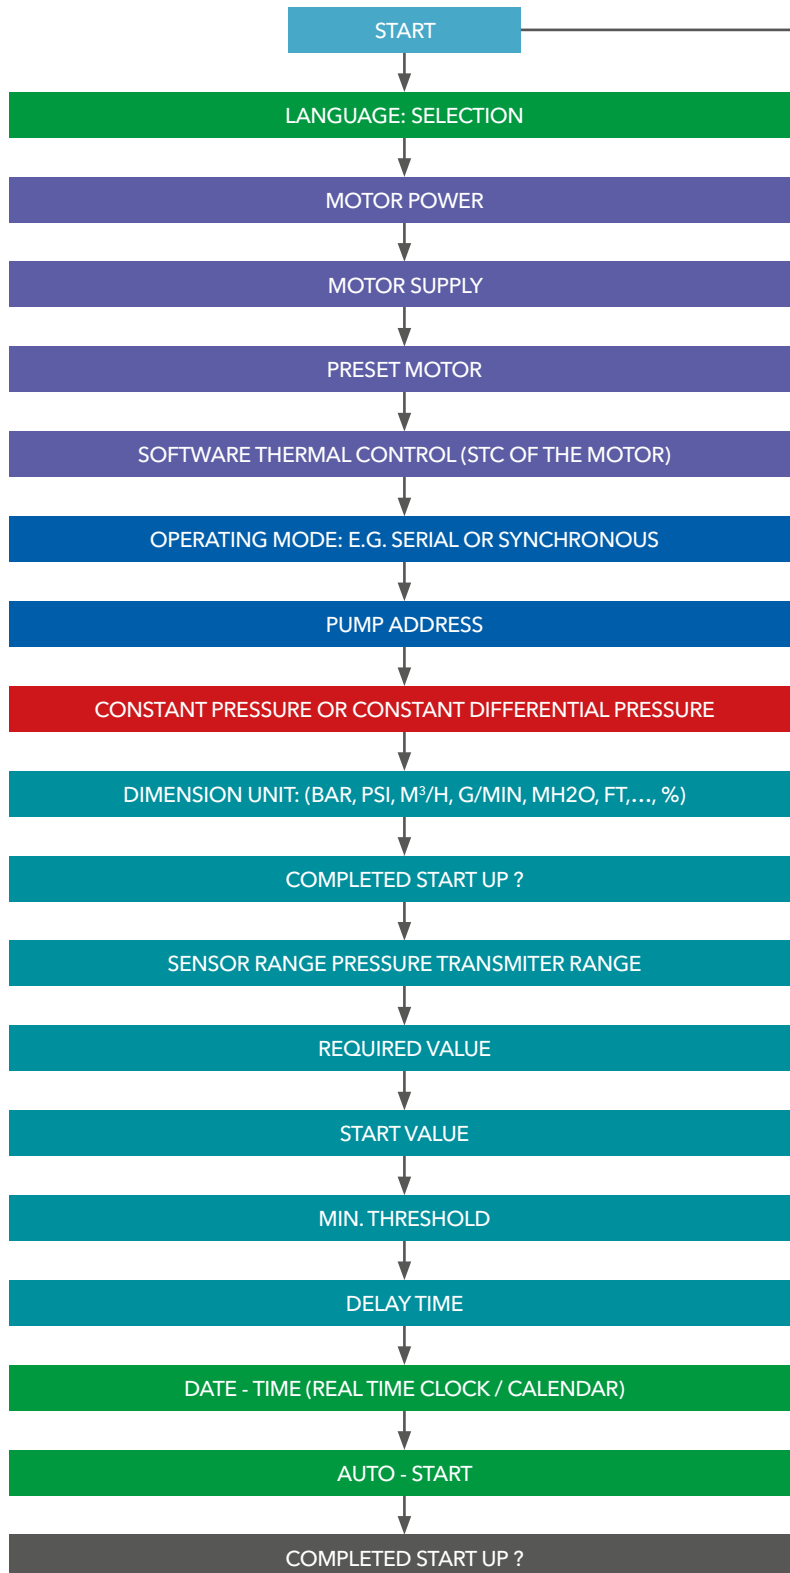 START
LANGUAGE: SELECTION
MOTOR POWER
MOTOR SUPPLY
PRESET MOTOR
SOFTWARE THERMAL CONTROL (STC OF THE MOTOR)
OPERATING MODE: E.G. SERIAL OR SYNCHRONOUS
PUMP ADDRESS
CONSTANT PRESSURE OR CONSTANT DIFFERENTIAL PRESSURE
DIMENSION UNIT: (BAR, PSI, M³/H, G/MIN, MH2O, FT,…, %)
COMPLETED START UP ?
SENSOR RANGE PRESSURE TRANSMITER RANGE
REQUIRED VALUE
START VALUE
MIN. THRESHOLD
DELAY TIME
DATE - TIME (REAL TIME CLOCK / CALENDAR)
AUTO - START
COMPLETED START UP ?